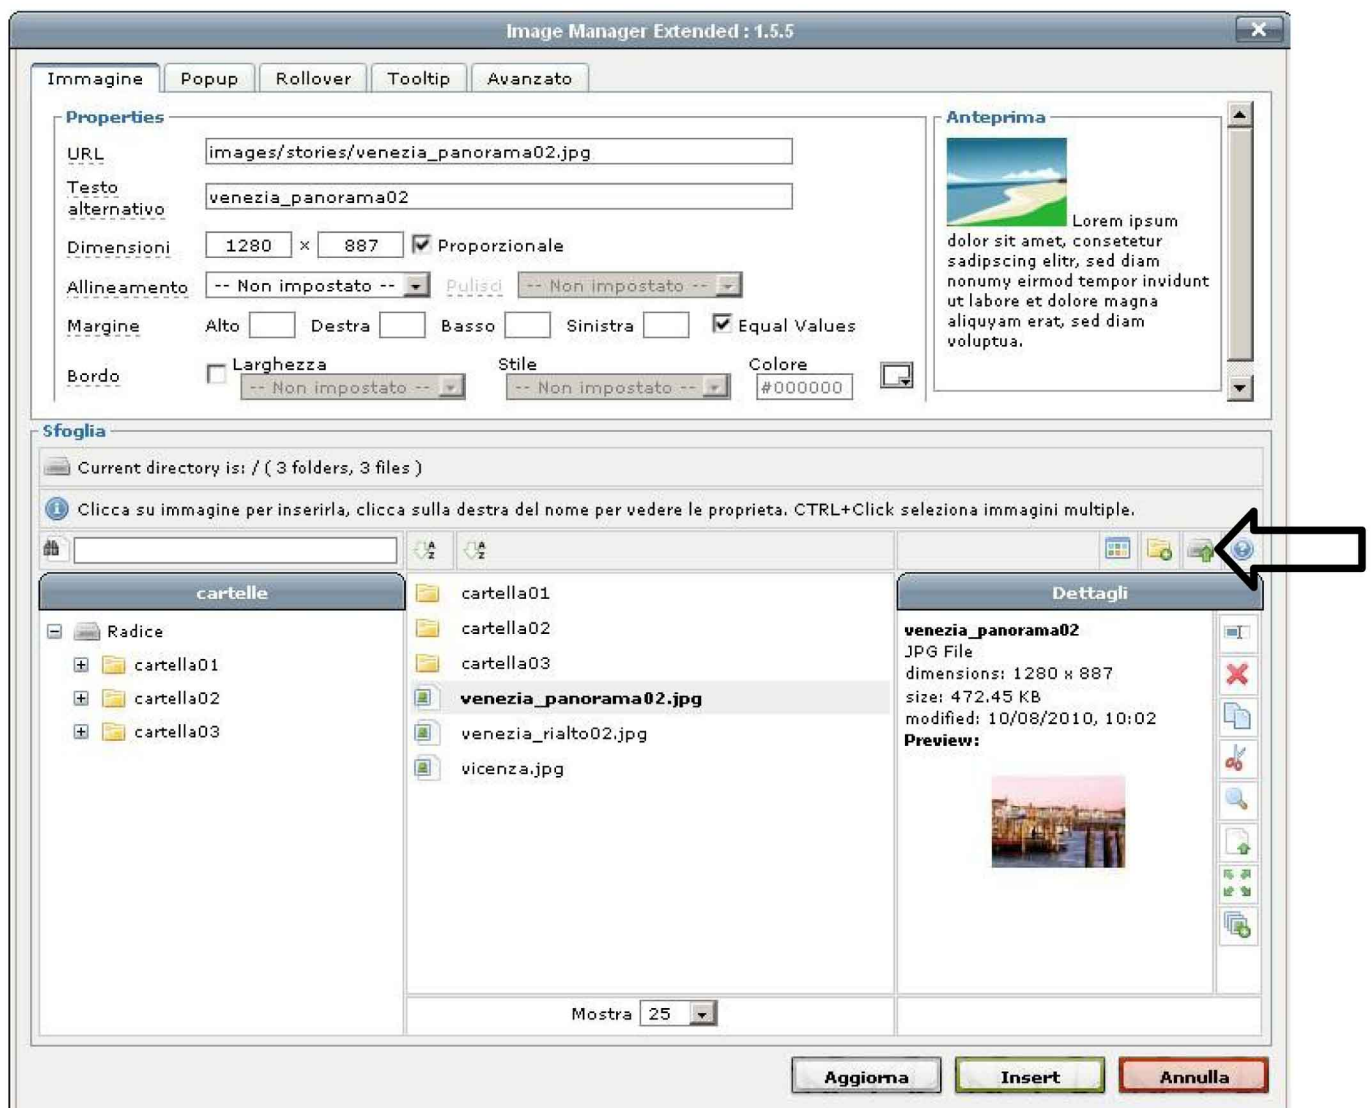 Image Manager Extended : 1.5.5
Immagine Popup Rollover Tooltip Avanzato
Properties
URL images/stories/venezia_panorama02.jpg
Testo alternativo venezia_panorama02
Dimensioni 1280 x 887 Proporzionale
Allineamento -- Non impostato -- Pulisci -- Non impostato --
Margine Alto Destra Basso Sinistra Equal Values
Bordo Larghezza -- Non impostato -- Stile -- Non impostato -- Colore #000000
Anteprima
Lorem ipsum
dolor sit amet, consetetur
sadipscing elitr, sed diam
nonumy eirmod tempor invidunt
ut labore et dolore magna
aliquyam erat, sed diam
voluptua.
Sfoglia
Current directory is: / ( 3 folders, 3 files )
Clicca su immagine per inserirla, clicca sulla destra del nome per vedere le proprieta. CTRL+Click seleziona immagini multiple.
cartelle
Radice
cartella01
cartella02
cartella03
cartella01
cartella02
cartella03
venezia_panorama02.jpg
venezia_rialto02.jpg
vicenza.jpg
Mostra 25
Dettagli
venezia_panorama02
JPG File
dimensions: 1280 x 887
size: 472.45 KB
modified: 10/08/2010, 10:02
Preview:
Aggiorna Insert Annulla